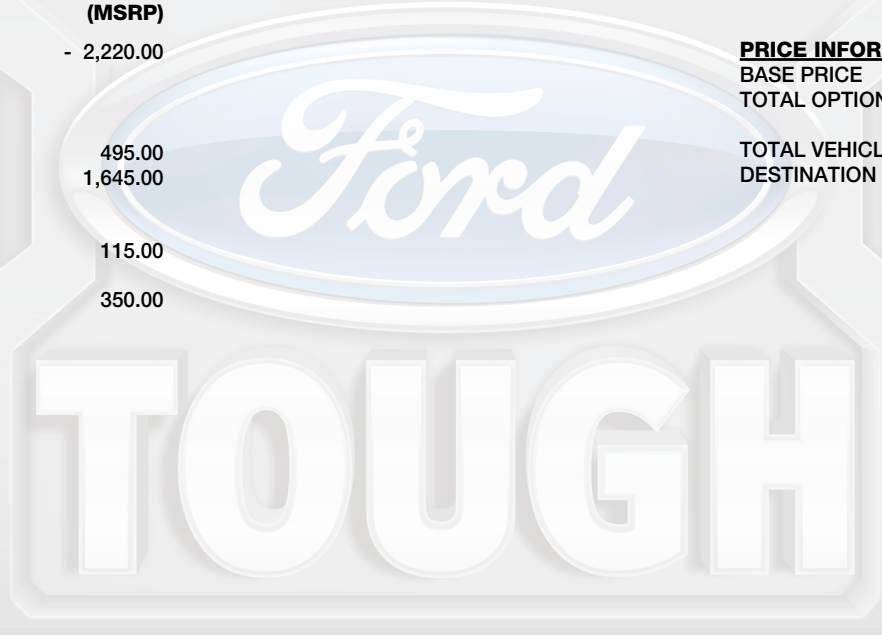 (MSRP)
- 2,220.00
495.00
1,645.00
115.00
350.00
PRICE INFOR
BASE PRICE
TOTAL OPTION
TOTAL VEHICL
DESTINATION
Ford
TOUGH